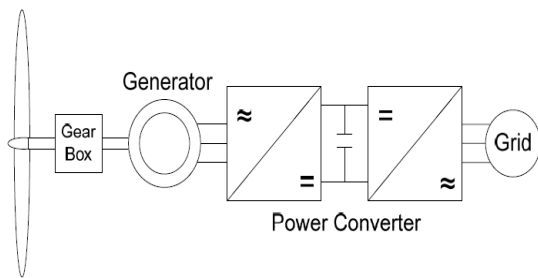 Generator
Gear
Box
≈
=
=
≈
Grid
Power Converter